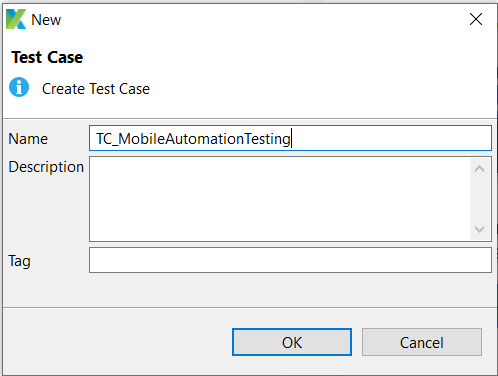 New
Test Case
Create Test Case
Name TC_MobileAutomationTesting
Description
Tag
OK Cancel